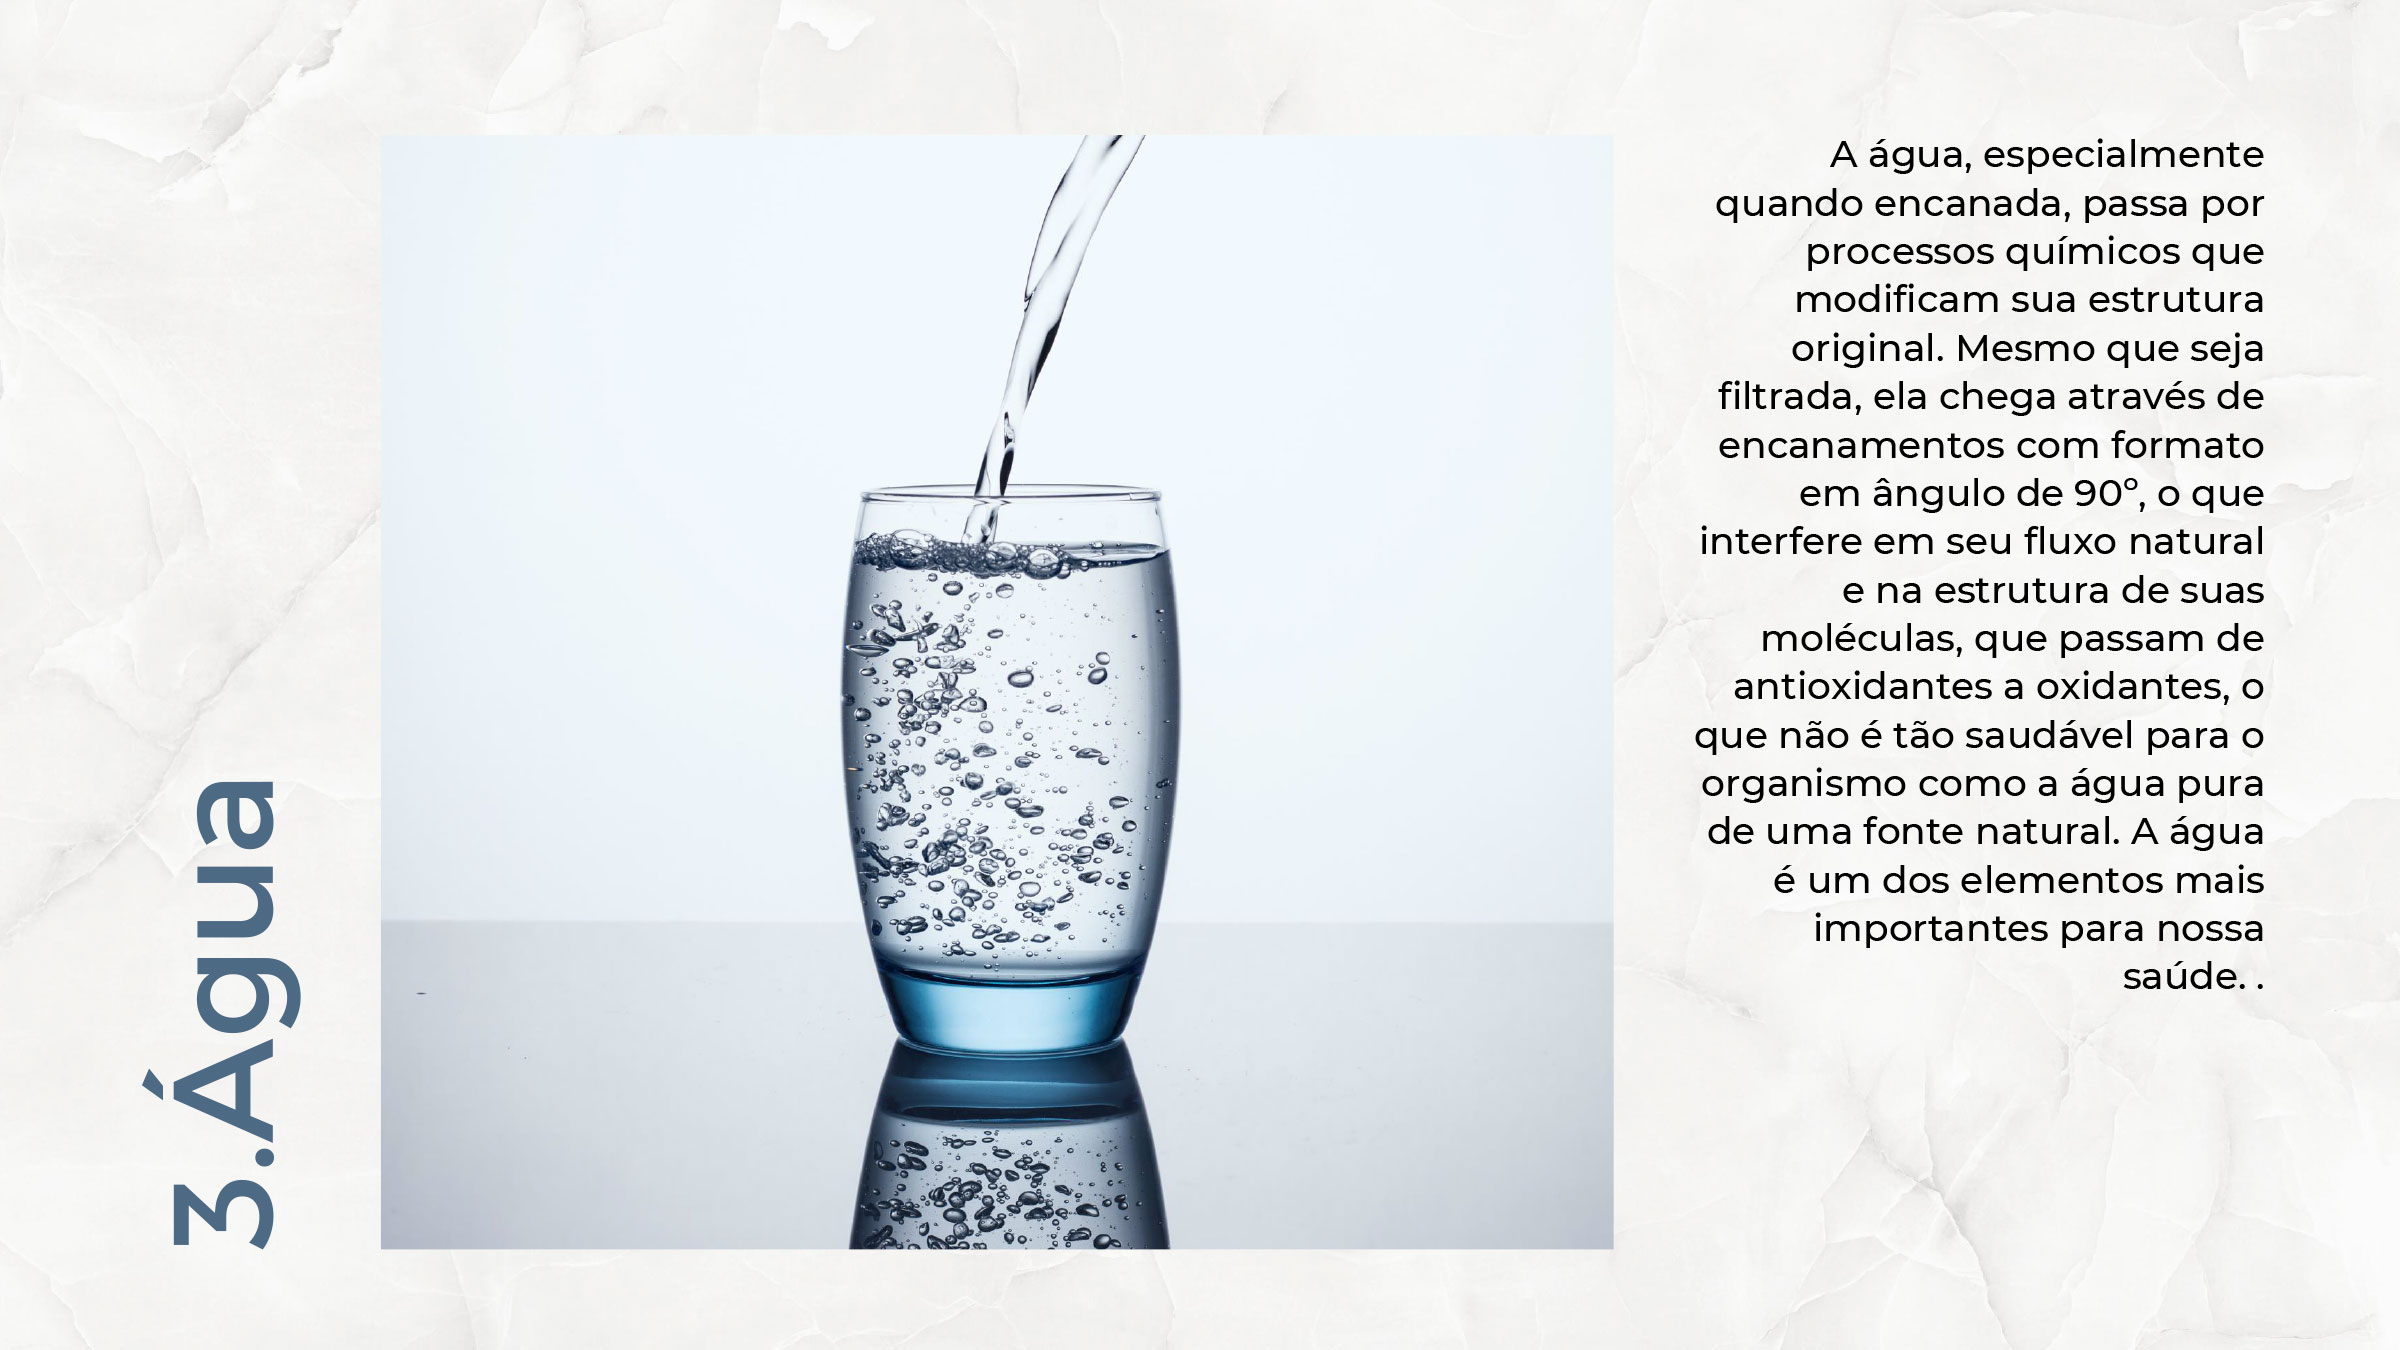 3.Água
A água, especialmente
quando encanada, passa por
processos químicos que
modificam sua estrutura
original. Mesmo que seja
filtrada, ela chega através de
encanamentos com formato
em ângulo de 90º, o que
interfere em seu fluxo natural
e na estrutura de suas
moléculas, que passam de
antioxidantes a oxidantes, o
que não é tão saudável para o
organismo como a água pura
de uma fonte natural. A água
é um dos elementos mais
importantes para nossa
saúde. .